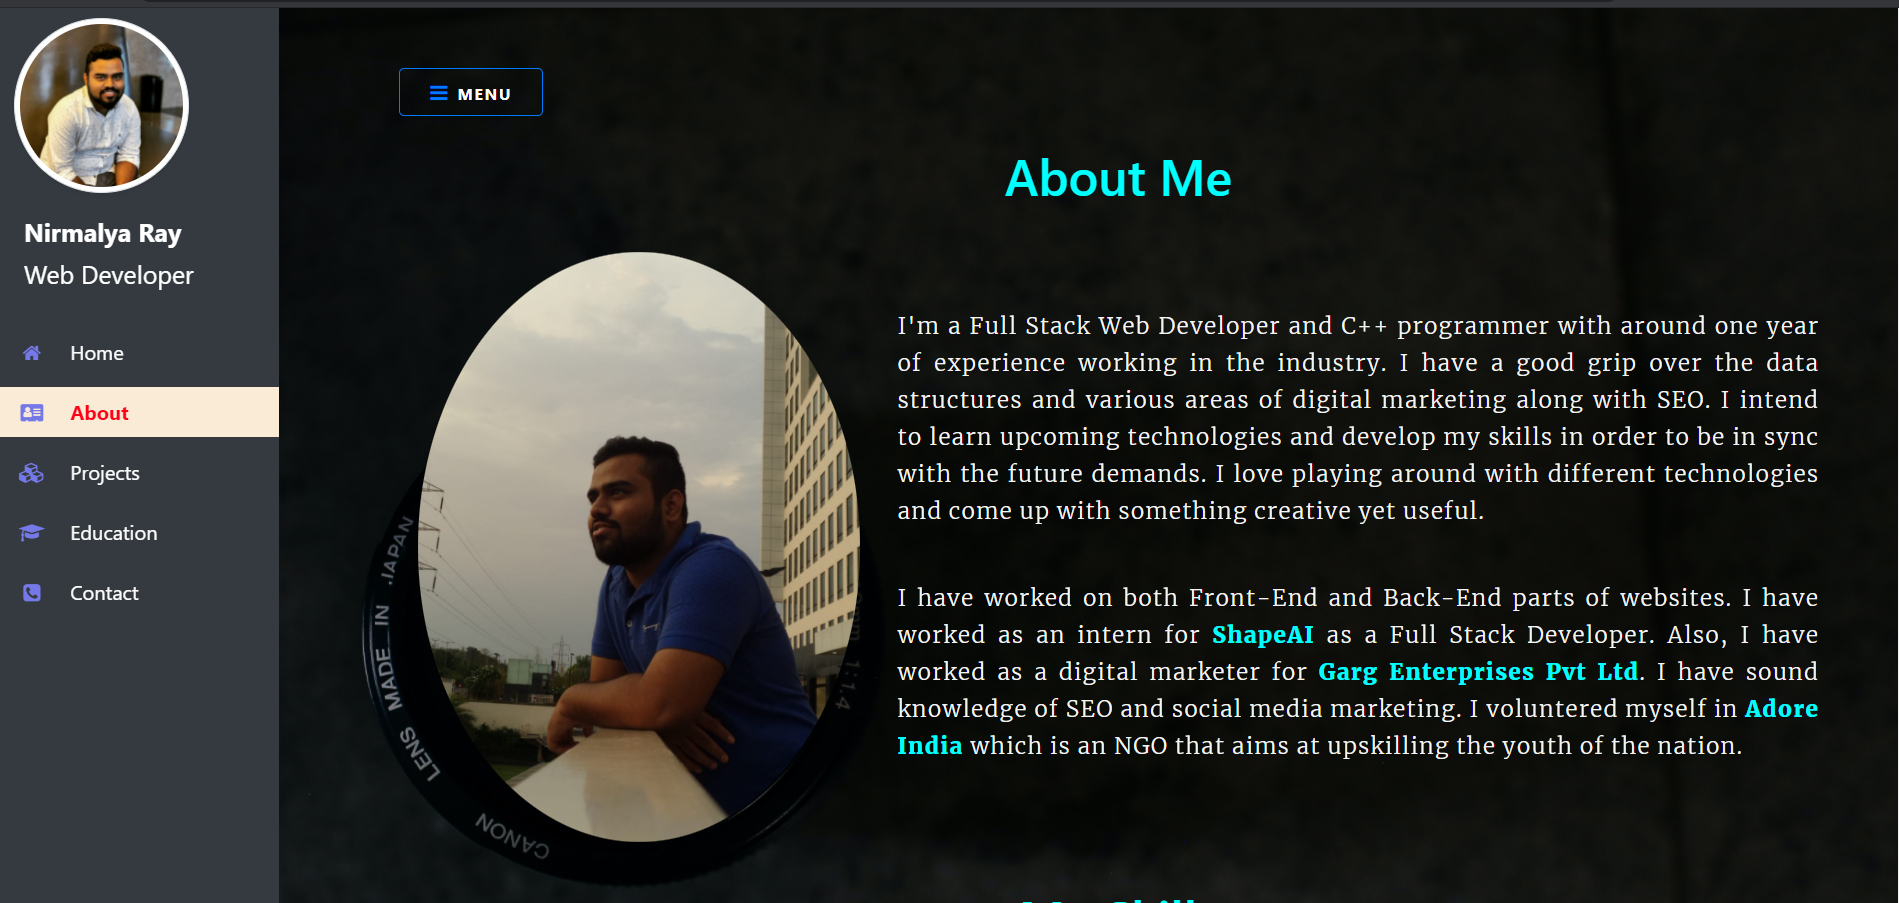 Nirmalya Ray
Web Developer
Home
About
Projects
Education
Contact
MENU
About Me
I'm a Full Stack Web Developer and C++ programmer with around one year
of experience working in the industry. I have a good grip over the data
structures and various areas of digital marketing along with SEO. I intend
to learn upcoming technologies and develop my skills in order to be in sync
with the future demands. I love playing around with different technologies
and come up with something creative yet useful.
I have worked on both Front-End and Back-End parts of websites. I have
worked as an intern for ShapeAI as a Full Stack Developer. Also, I have
worked as a digital marketer for Garg Enterprises Pvt Ltd. I have sound
knowledge of SEO and social media marketing. I voluntered myself in Adore
India which is an NGO that aims at upskilling the youth of the nation.
CANON
LENS MADE IN JAPAN
1:1.4